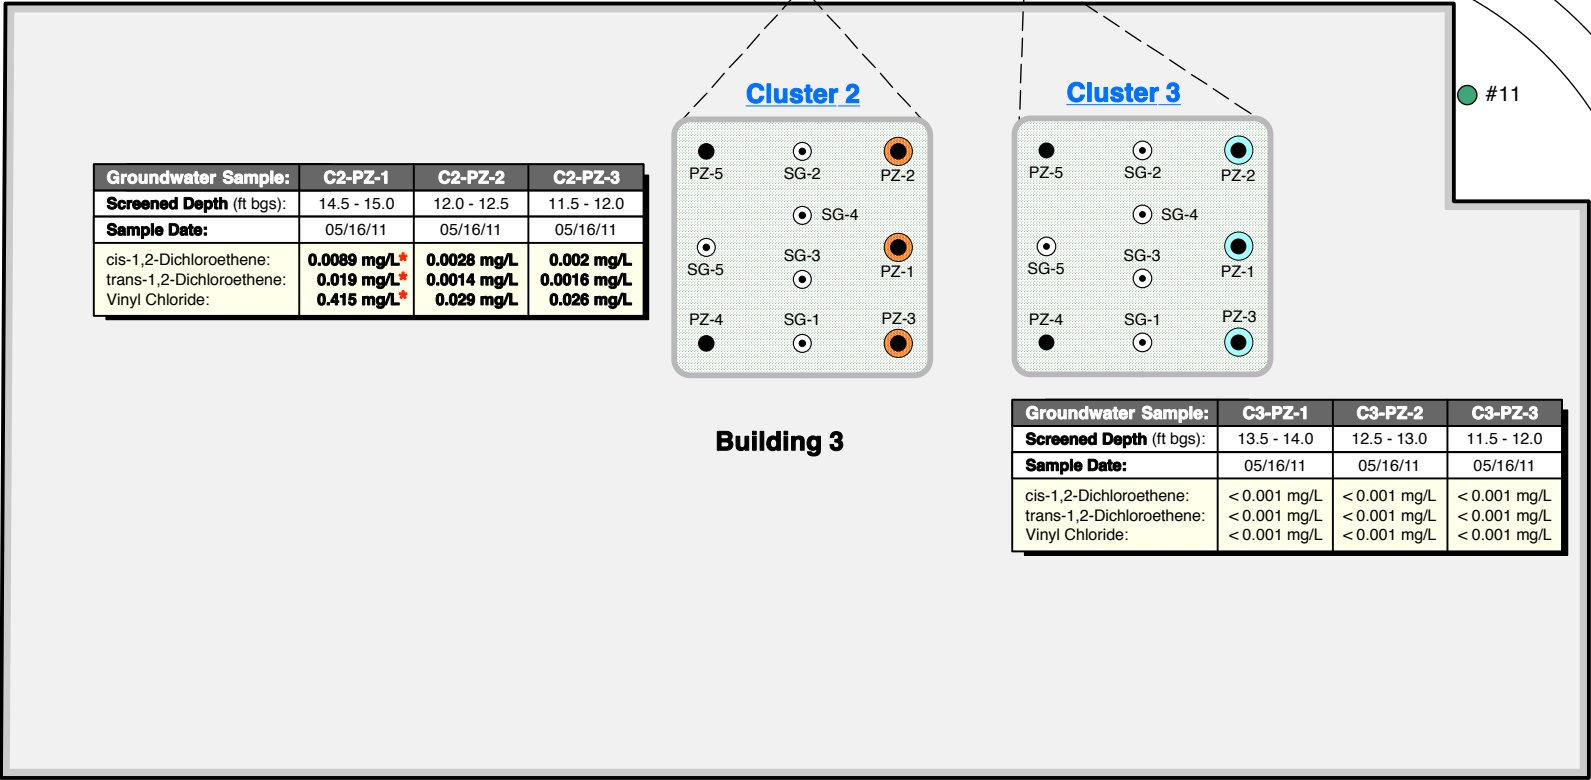 #11
Cluster 2
Cluster 3
PZ-5 SG-2 PZ-2
SG-4
SG-3
SG-5 PZ-1
PZ-4 SG-1 PZ-3
PZ-5 SG-2 PZ-2
SG-4
SG-3
SG-5 PZ-1
PZ-4 SG-1 PZ-3
Groundwater Sample: C2-PZ-1 C2-PZ-2 C2-PZ-3
Screened Depth (ft bgs): 14.5 - 15.0 12.0 - 12.5 11.5 - 12.0
Sample Date: 05/16/11 05/16/11 05/16/11
cis-1,2-Dichloroethene: 0.0089 mg/L* 0.0028 mg/L 0.002 mg/L
trans-1,2-Dichloroethene: 0.019 mg/L* 0.0014 mg/L 0.0016 mg/L
Vinyl Chloride: 0.415 mg/L* 0.029 mg/L 0.026 mg/L
Building 3
Groundwater Sample: C3-PZ-1 C3-PZ-2 C3-PZ-3
Screened Depth (ft bgs): 13.5 - 14.0 12.5 - 13.0 11.5 - 12.0
Sample Date: 05/16/11 05/16/11 05/16/11
cis-1,2-Dichloroethene: < 0.001 mg/L < 0.001 mg/L < 0.001 mg/L
trans-1,2-Dichloroethene: < 0.001 mg/L < 0.001 mg/L < 0.001 mg/L
Vinyl Chloride: < 0.001 mg/L < 0.001 mg/L < 0.001 mg/L